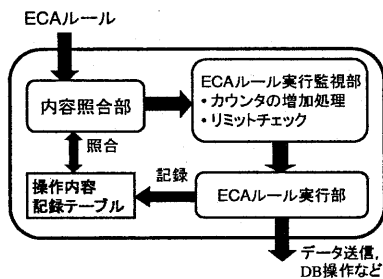 ECAルール
内容照合部
ECAルール実行監視部
・カウンタの増加処理
・リミットチェック
照合
記録
操作内容
記録テーブル
ECAルール実行部
データ送信,
DB操作など